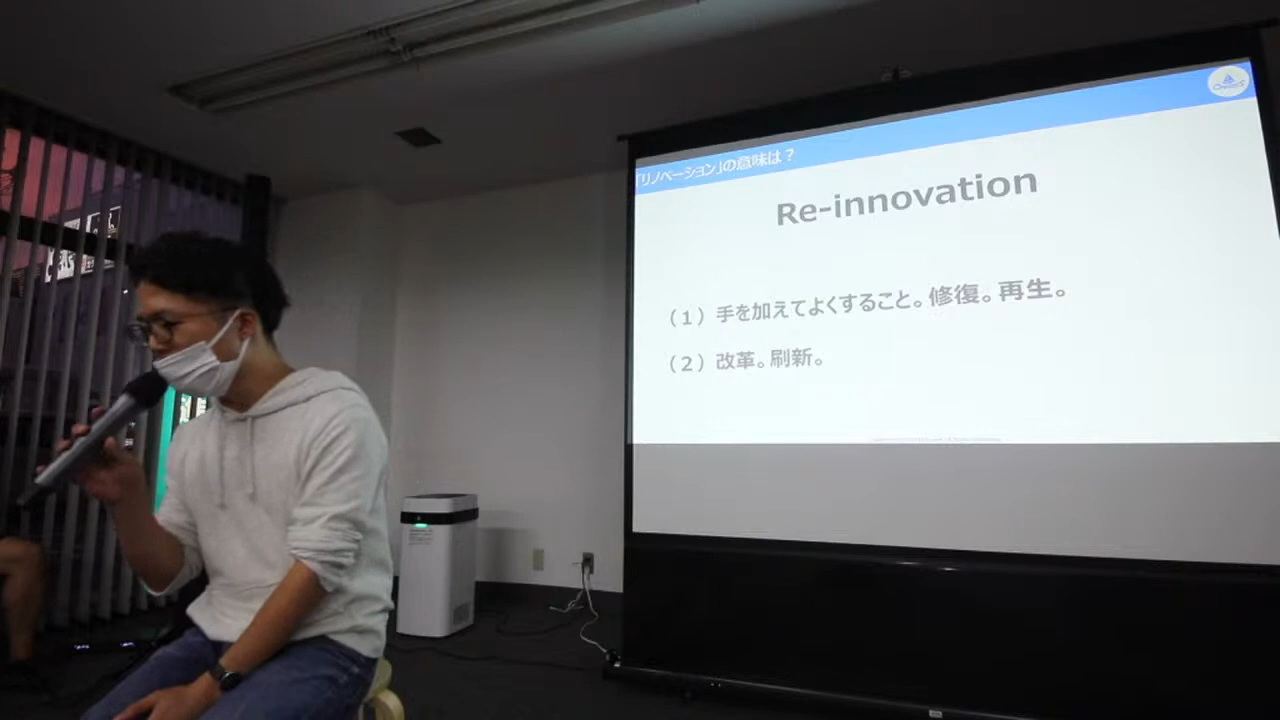 「リノベーション」の意味は？
Re-innovation
（１）手を加えてよくすること。修復。再生。
（２）改革。刷新。